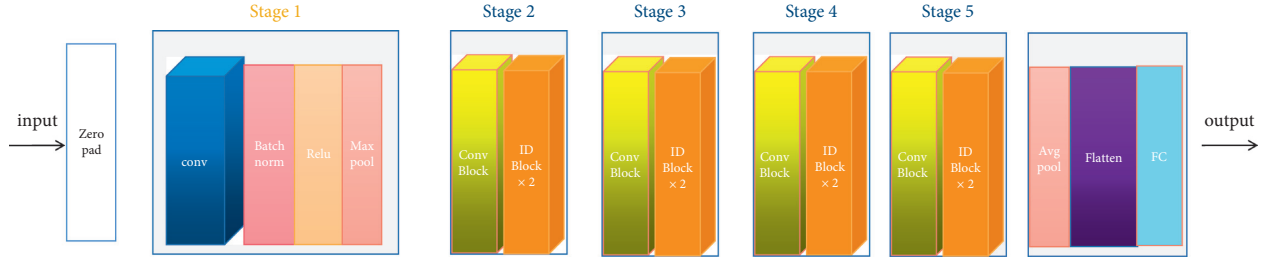 Stage 1
Stage 2
Stage 3
Stage 4
Stage 5
input
Zero
pad
conv
Batch
norm
Relu
Max
pool
Conv
Block
ID
Block
× 2
Conv
Block
ID
Block
× 2
Conv
Block
ID
Block
× 2
Conv
Block
ID
Block
× 2
Avg
pool
Flatten
FC
output